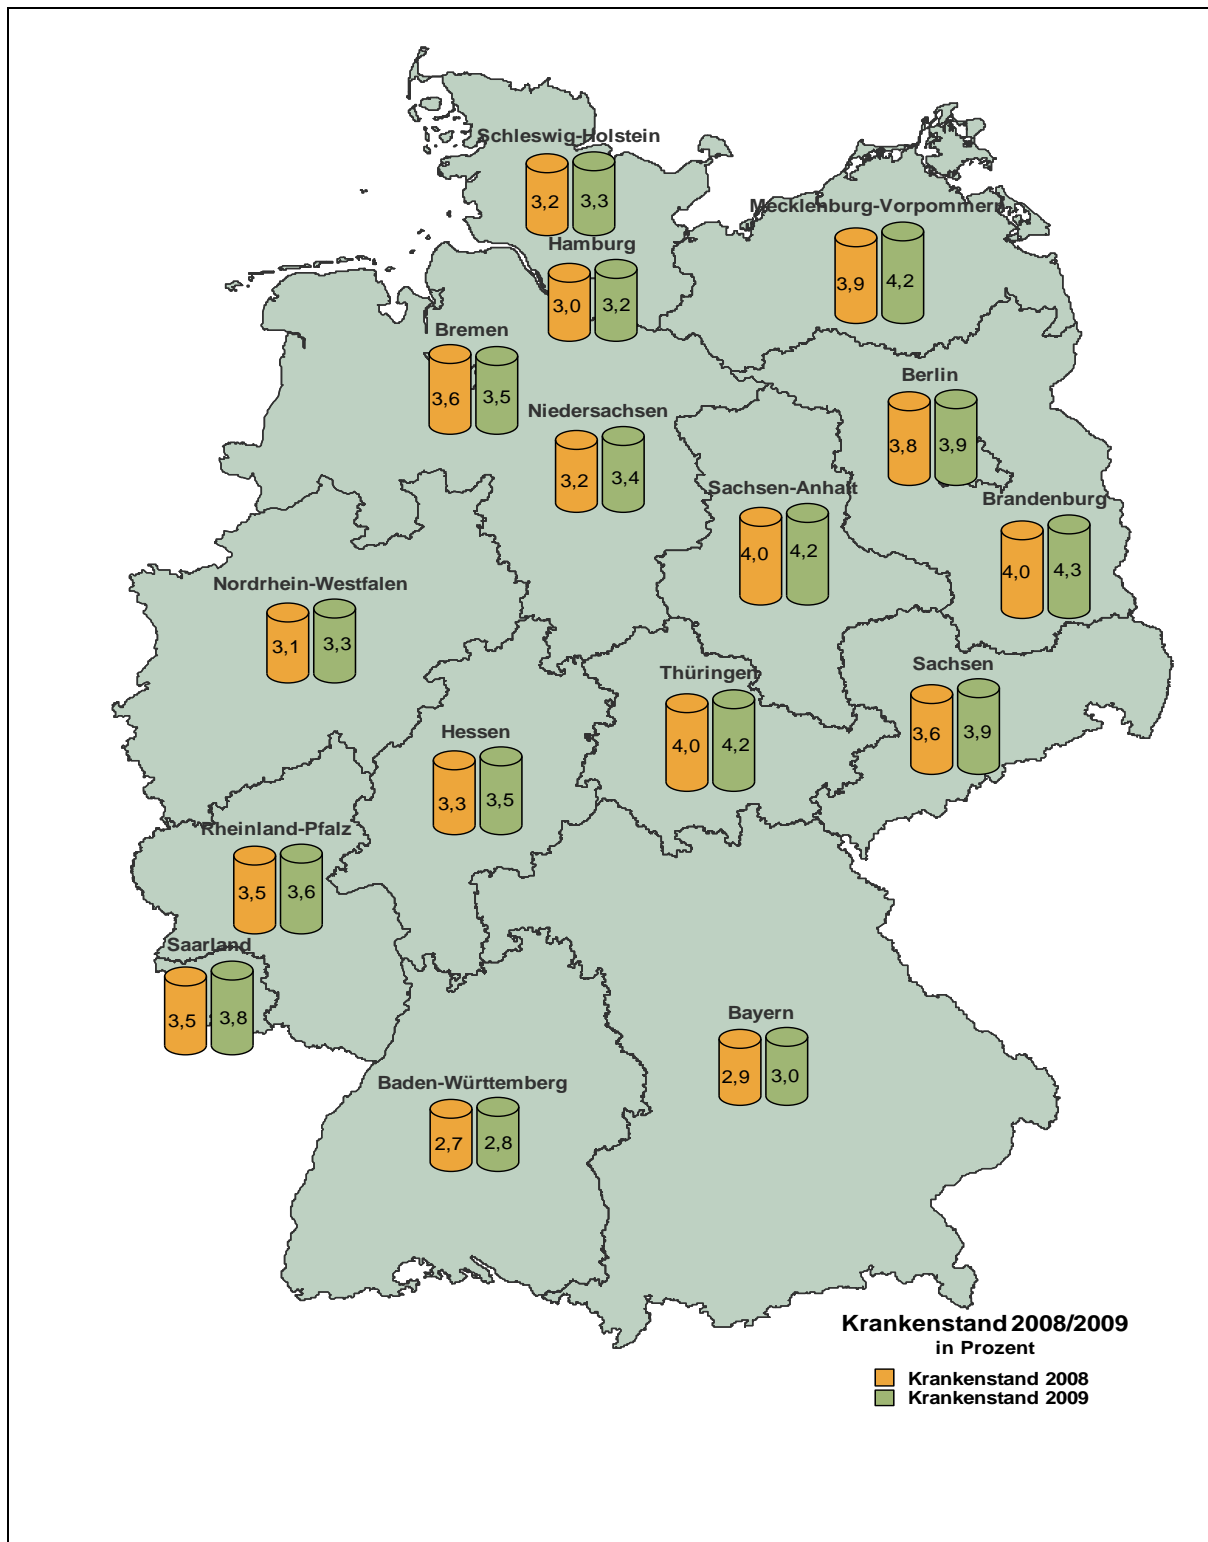 Schleswig-Holstein
3,2 3,3
Mecklenburg-Vorpommern
3,9 4,2
Hamburg
3,0 3,2
Bremen
3,6 3,5
Berlin
3,8 3,9
Niedersachsen
3,2 3,4
Sachsen-Anhalt
4,0 4,2
Brandenburg
4,0 4,3
Nordrhein-Westfalen
3,1 3,3
Thüringen
4,0 4,2
Sachsen
3,6 3,9
Hessen
3,3 3,5
Rheinland-Pfalz
3,5 3,6
Saarland
3,5 3,8
Bayern
2,9 3,0
Baden-Württemberg
2,7 2,8
Krankenstand 2008/2009
in Prozent
Krankenstand 2008
Krankenstand 2009